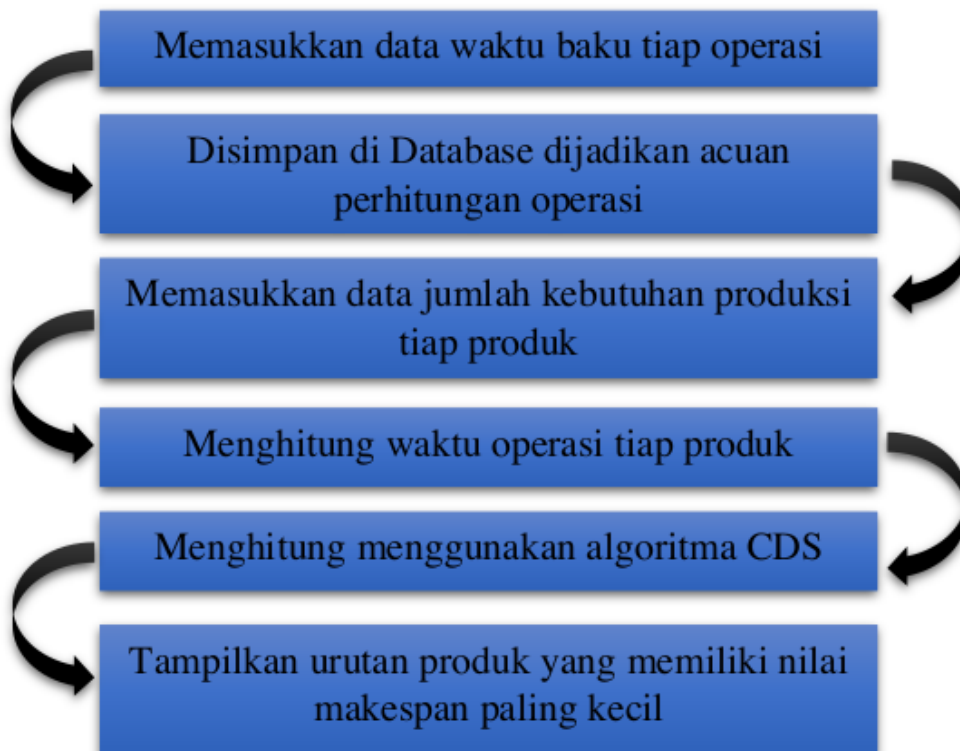 Memasukkan data waktu baku tiap operasi
Disimpan di Database dijadikan acuan
perhitungan operasi
Memasukkan data jumlah kebutuhan produksi
tiap produk
Menghitung waktu operasi tiap produk
Menghitung menggunakan algoritma CDS
Tampilkan urutan produk yang memiliki nilai
makespan paling kecil